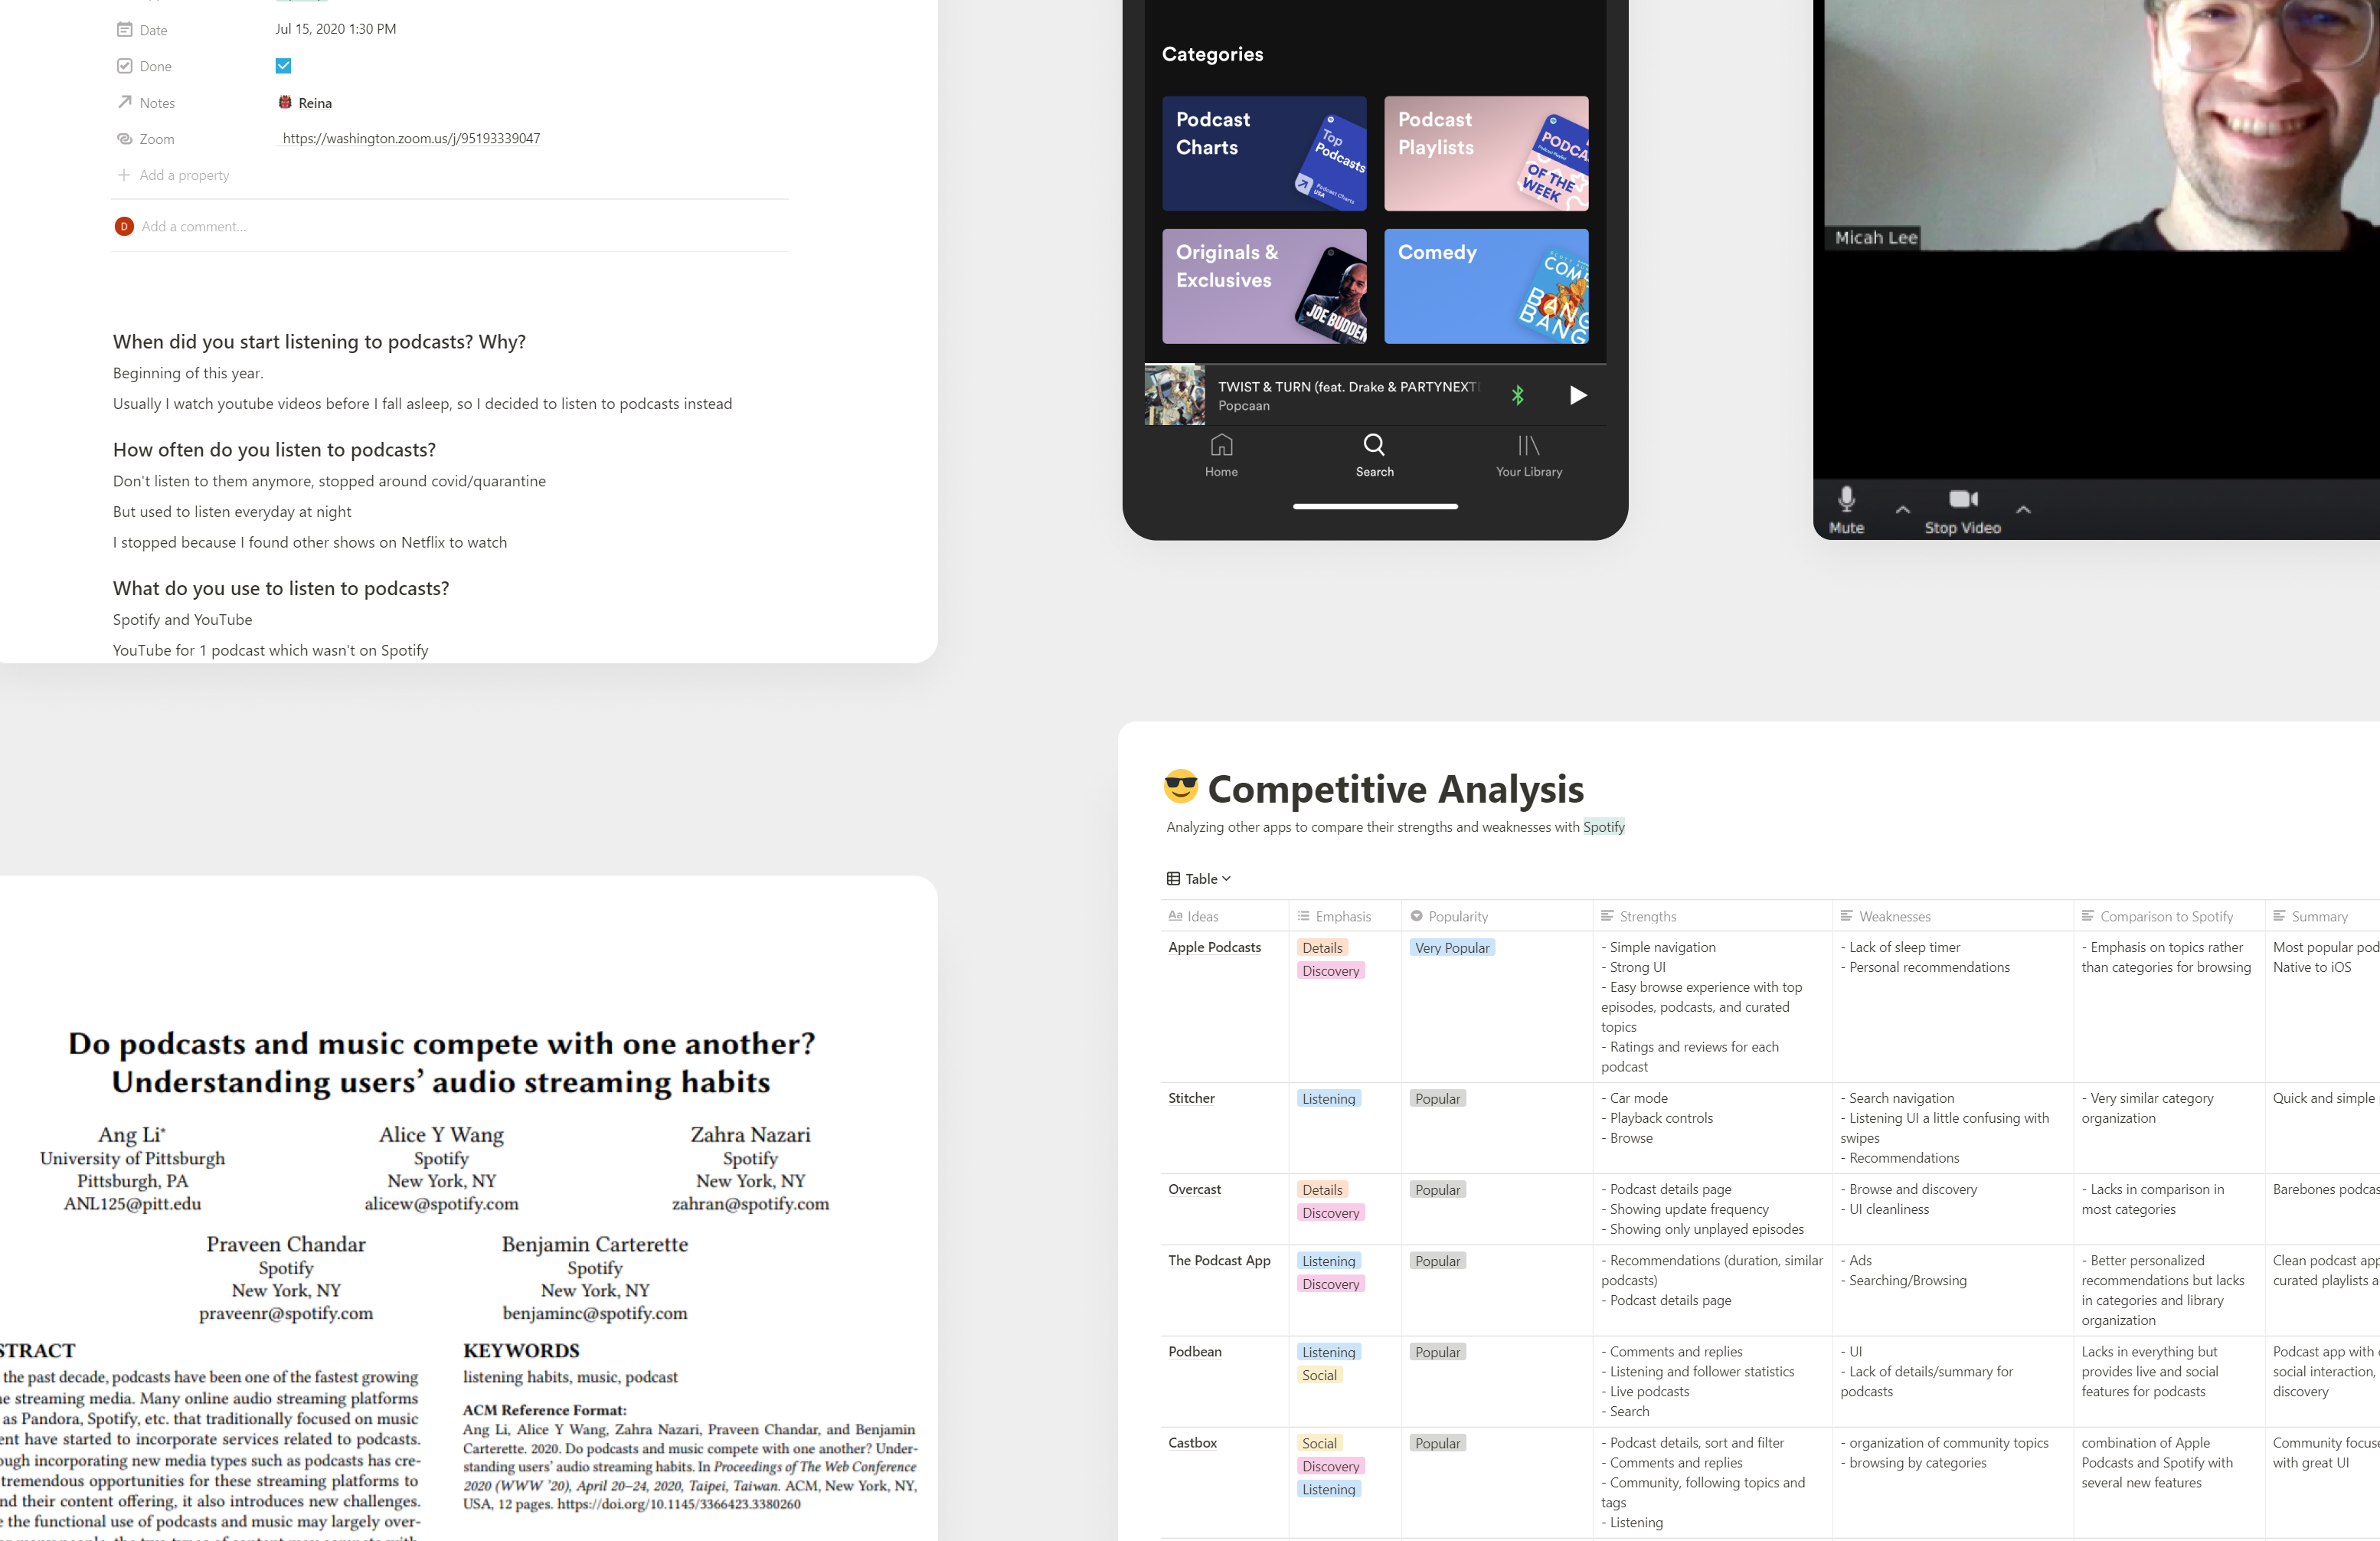 Date
Jul 15, 2020 1:30 PM
Done
Notes
Reina
Zoom
https://washington.zoom.us/j/95193339047
Add a property
D
Add a comment...
When did you start listening to podcasts? Why?
Beginning of this year.
Usually I watch youtube videos before I fall asleep, so I decided to listen to podcasts instead
How often do you listen to podcasts?
Don't listen to them anymore, stopped around covid/quarantine
But used to listen everyday at night
I stopped because I found other shows on Netflix to watch
What do you use to listen to podcasts?
Spotify and YouTube
YouTube for 1 podcast which wasn't on Spotify
Categories
Podcast
Charts
Top
Podcasts
Podcast Charts
USA
Podcast
Playlists
PODCA
OF THE
WEEK
Originals &
Exclusives
JOE BUDDEN
Comedy
COME
BANG
BANG
TWIST & TURN (feat. Drake & PARTYNEXT
Popcaan
Home
Search
Your Library
Micah Lee
Mute
Stop Video
Do podcasts and music compete with one another?
Understanding users' audio streaming habits
Ang Li*
University of Pittsburgh
Pittsburgh, PA
ANL125@pitt.edu
Alice Y Wang
Spotify
New York, NY
alicew@spotify.com
Zahra Nazari
Spotify
New York, NY
zahran@spotify.com
Praveen Chandar
Spotify
New York, NY
praveenr@spotify.com
Benjamin Carterette
Spotify
New York, NY
benjaminc@spotify.com
STRACT
the past decade, podcasts have been one of the fastest growing
ne streaming media. Many online audio streaming platforms
as Pandora, Spotify, etc. that traditionally focused on music
ent have started to incorporate services related to podcasts.
ough incorporating new media types such as podcasts has cre-
tremendous opportunities for these streaming platforms to
nd their content offering, it also introduces new challenges.
e the functional use of podcasts and music may largely over-
KEYWORDS
listening habits, music, podcast
ACM Reference Format:
Ang Li, Alice Y Wang, Zahra Nazari, Praveen Chandar, and Benjamin
Carterette. 2020. Do podcasts and music compete with one another? Under-
standing users' audio streaming habits. In Proceedings of The Web Conference
2020 (WWW '20), April 20–24, 2020, Taipei, Taiwan. ACM, New York, NY,
USA, 12 pages. https://doi.org/10.1145/3366423.3380260
Competitive Analysis
Analyzing other apps to compare their strengths and weaknesses with Spotify
Table
Aa Ideas
Emphasis
Popularity
Strengths
Weaknesses
Comparison to Spotify
Summary
Apple Podcasts
Details
Discovery
Very Popular
- Simple navigation
- Strong UI
- Easy browse experience with top
episodes, podcasts, and curated
topics
- Ratings and reviews for each
podcast
- Lack of sleep timer
- Personal recommendations
- Emphasis on topics rather
than categories for browsing
Most popular pod
Native to iOS
Stitcher
Listening
Popular
- Car mode
- Playback controls
- Browse
- Search navigation
- Listening UI a little confusing with
swipes
- Recommendations
- Very similar category
organization
Quick and simple
Overcast
Details
Discovery
Popular
- Podcast details page
- Showing update frequency
- Showing only unplayed episodes
- Browse and discovery
- UI cleanliness
- Lacks in comparison in
most categories
Barebones podcas
The Podcast App
Listening
Discovery
Popular
- Recommendations (duration, similar
podcasts)
- Podcast details page
- Ads
- Searching/Browsing
- Better personalized
recommendations but lacks
in categories and library
organization
Clean podcast app
curated playlists a
Podbean
Listening
Social
Popular
- Comments and replies
- Listening and follower statistics
- Live podcasts
- Search
- UI
- Lack of details/summary for
podcasts
Lacks in everything but
provides live and social
features for podcasts
Podcast app with
social interaction,
discovery
Castbox
Social
Discovery
Listening
Popular
- Podcast details, sort and filter
- Comments and replies
- Community, following topics and
tags
- Listening
- organization of community topics
- browsing by categories
combination of Apple
Podcasts and Spotify with
several new features
Community focuse
with great UI